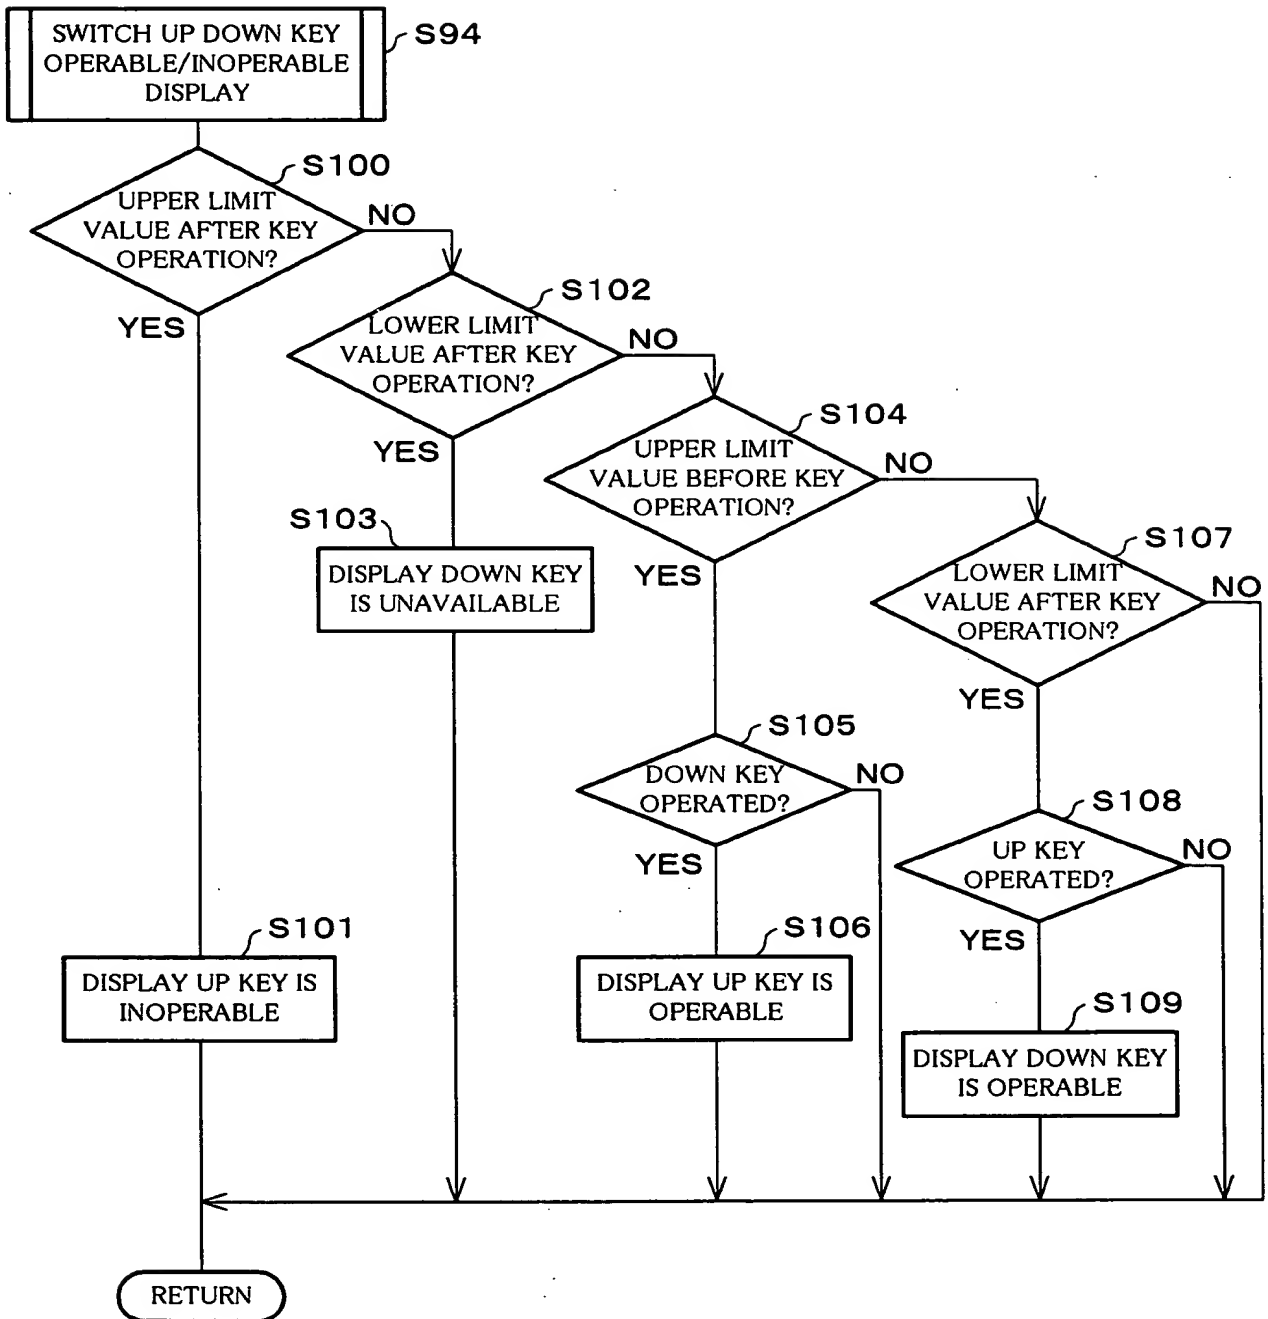 SWITCH UP DOWN KEY
OPERABLE/INOPERABLE
DISPLAY
S94
S100
UPPER LIMIT
VALUE AFTER KEY
OPERATION?
NO
YES
S102
LOWER LIMIT
VALUE AFTER KEY
OPERATION?
NO
YES
S103
DISPLAY DOWN KEY
IS UNAVAILABLE
S104
UPPER LIMIT
VALUE BEFORE KEY
OPERATION?
NO
YES
S107
LOWER LIMIT
VALUE AFTER KEY
OPERATION?
NO
YES
S105
DOWN KEY
OPERATED?
NO
YES
S108
UP KEY
OPERATED?
NO
YES
S101
DISPLAY UP KEY IS
INOPERABLE
S106
DISPLAY UP KEY IS
OPERABLE
S109
DISPLAY DOWN KEY
IS OPERABLE
RETURN